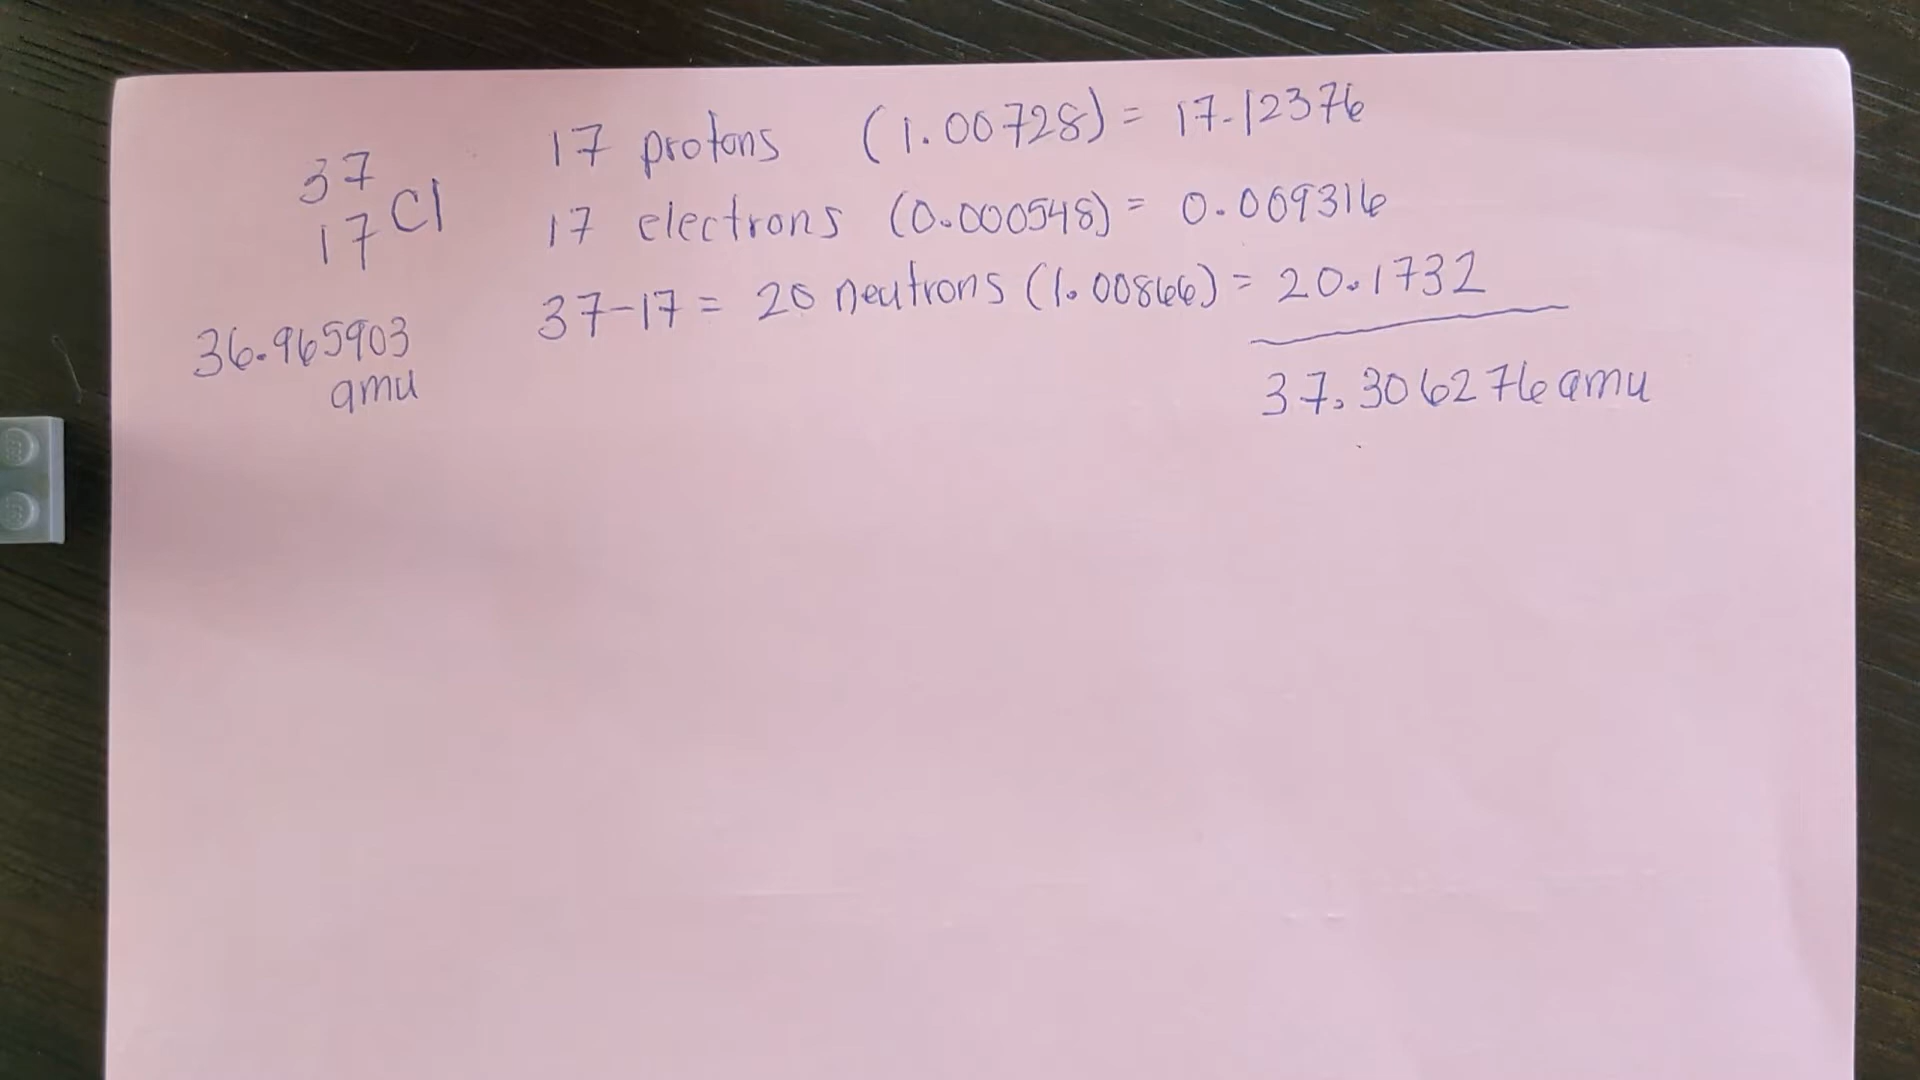 37
17 Cl
36.965903
amu
17 protons (1.00728) = 17.12376
17 electrons (0.000548) = 0.009316
37-17 = 20 neutrons (1.00866) = 20.1732
37.306276 amu